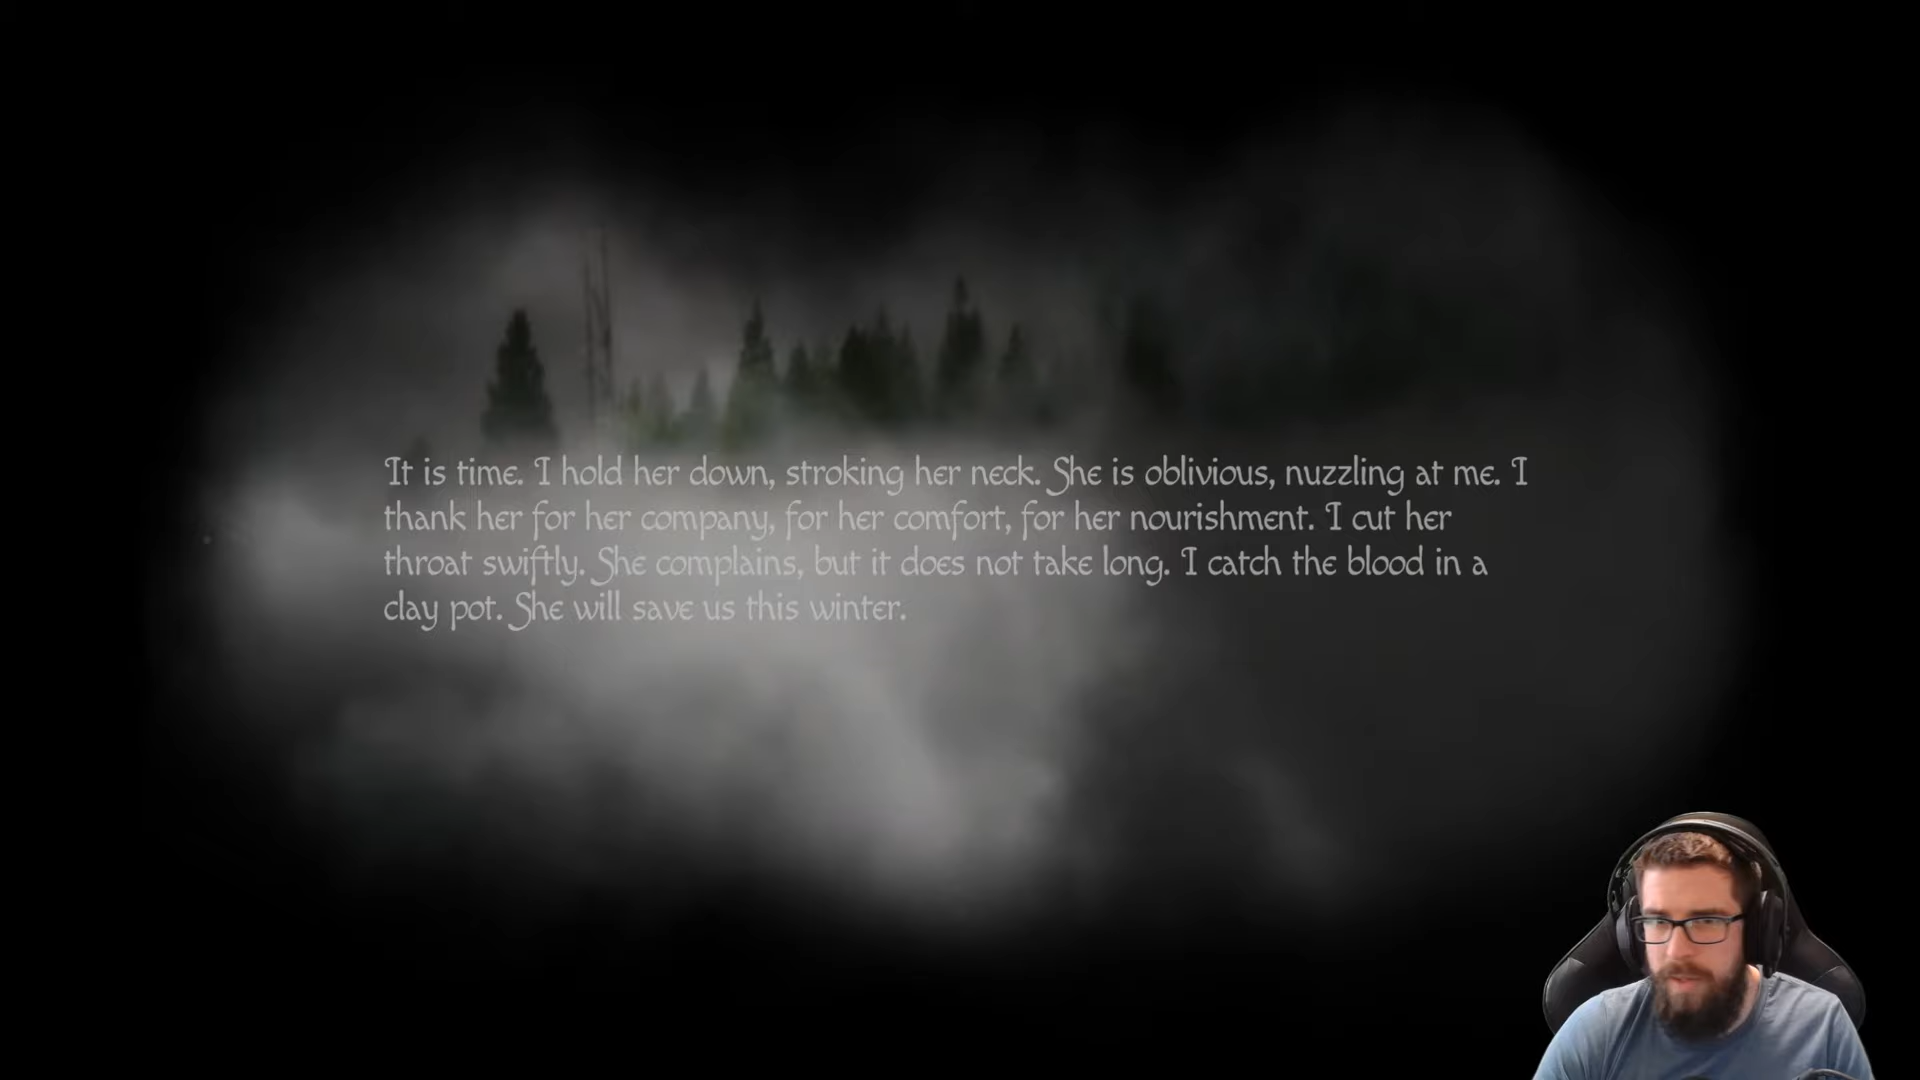 It is time. I hold her down, stroking her neck. She is oblivious, nuzzling at me. I
thank her for her company, for her comfort, for her nourishment. I cut her
throat swiftly. She complains, but it does not take long. I catch the blood in a
clay pot. She will save us this winter.